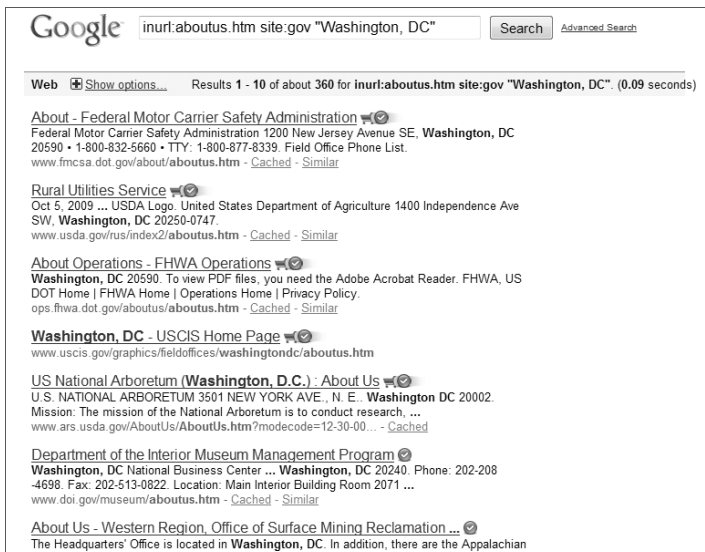 Google inurl:aboutus.htm site:gov "Washington, DC" Search Advanced Search
Web Show options... Results 1 - 10 of about 360 for inurl:aboutus.htm site:gov "Washington, DC". (0.09 seconds)
About - Federal Motor Carrier Safety Administration
Federal Motor Carrier Safety Administration 1200 New Jersey Avenue SE, Washington, DC
20590 • 1-800-832-5660 • TTY: 1-800-877-8339. Field Office Phone List.
www.fmcsa.dot.gov/about/aboutus.htm - Cached - Similar
Rural Utilities Service
Oct 5, 2009 ... USDA Logo. United States Department of Agriculture 1400 Independence Ave
SW, Washington, DC 20250-0747.
www.usda.gov/rus/index2/aboutus.htm - Cached - Similar
About Operations - FHWA Operations
Washington, DC 20590. To view PDF files, you need the Adobe Acrobat Reader. FHWA, US
DOT Home | FHWA Home | Operations Home | Privacy Policy.
ops.fhwa.dot.gov/aboutus/aboutus.htm - Cached - Similar
Washington, DC - USCIS Home Page
www.uscis.gov/graphics/fieldoffices/washingtondc/aboutus.htm
US National Arboretum (Washington, D.C.) : About Us
U.S. NATIONAL ARBORETUM 3501 NEW YORK AVE., N. E.. Washington DC 20002.
Mission: The mission of the National Arboretum is to conduct research, ...
www.ars.usda.gov/AboutUs/AboutUs.htm?modecode=12-30-00... - Cached
Department of the Interior Museum Management Program
Washington, DC National Business Center ... Washington, DC 20240. Phone: 202-208
-4698. Fax: 202-513-0822. Location: Main Interior Building Room 2071 ...
www.doi.gov/museum/aboutus.htm - Cached - Similar
About Us - Western Region, Office of Surface Mining Reclamation ...
The Headquarters' Office is located in Washington, DC. In addition, there are the Appalachian